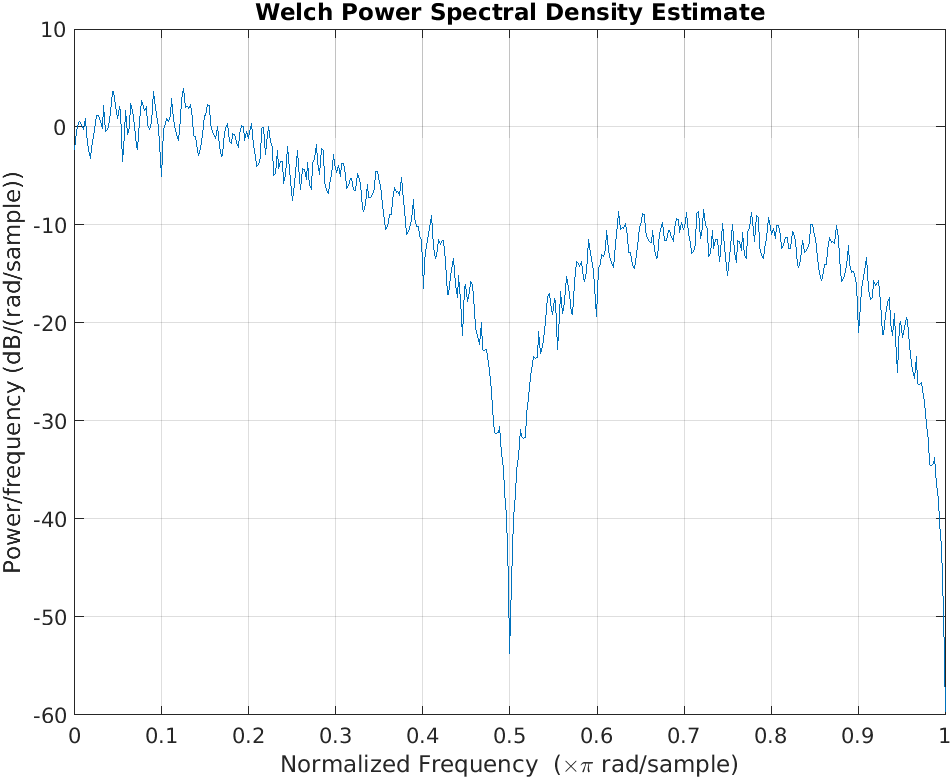 Welch Power Spectral Density Estimate
Power/frequency (dB/(rad/sample))
10
0
-10
-20
-30
-40
-50
-60
0 0.1 0.2 0.3 0.4 0.5 0.6 0.7 0.8 0.9 1
Normalized Frequency (×π rad/sample)